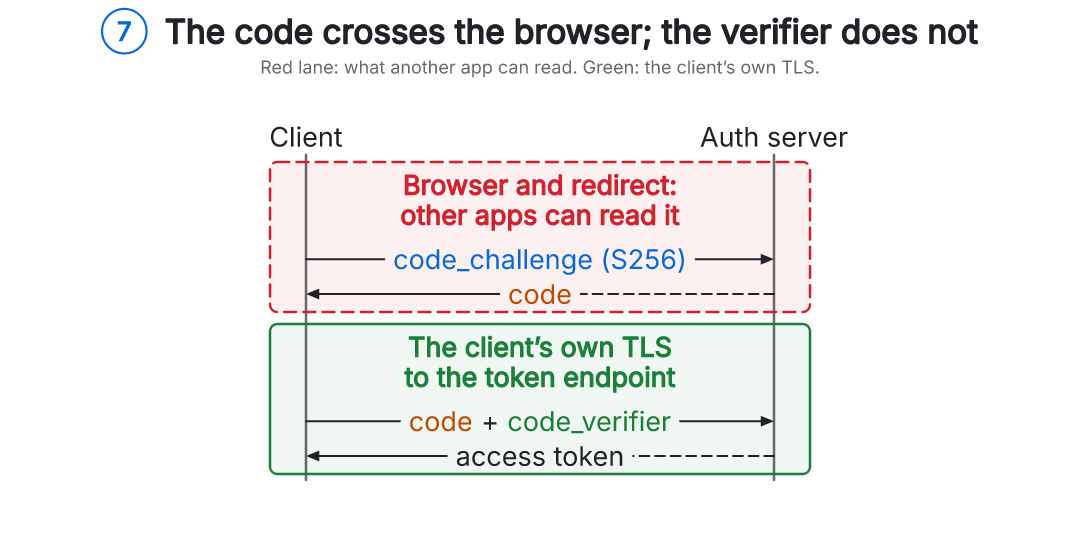 7 The code crosses the browser; the verifier does not
Red lane: what another app can read. Green: the client’s own TLS.
Client Auth server
Browser and redirect:
other apps can read it
code_challenge (S256)
code
The client’s own TLS
to the token endpoint
code + code_verifier
access token